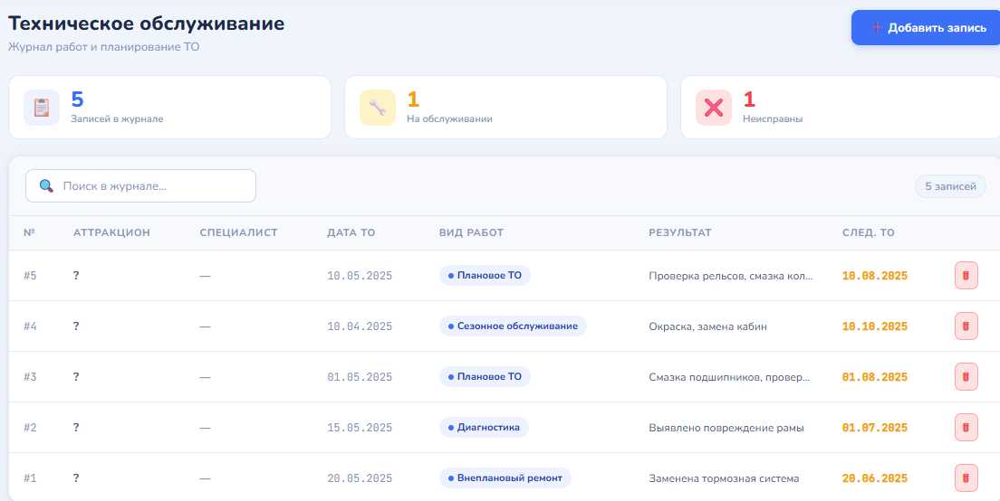 Техническое обслуживание
Журнал работ и планирование ТО
Добавить запись
5
Записей в журнале
1
На обслуживании
1
Неисправны
Поиск в журнале...
5 записей
№ АТТРАКЦИОН СПЕЦИАЛИСТ ДАТА ТО ВИД РАБОТ РЕЗУЛЬТАТ СЛЕД. ТО
#5 ? — 10.05.2025 Плановое ТО Проверка рельсов, смазка кол... 10.08.2025
#4 ? — 10.04.2025 Сезонное обслуживание Окраска, замена кабин 10.10.2025
#3 ? — 01.05.2025 Плановое ТО Смазка подшипников, провер... 01.08.2025
#2 ? — 15.05.2025 Диагностика Выявлено повреждение рамы 01.07.2025
#1 ? — 20.05.2025 Внеплановый ремонт Заменена тормозная система 20.06.2025